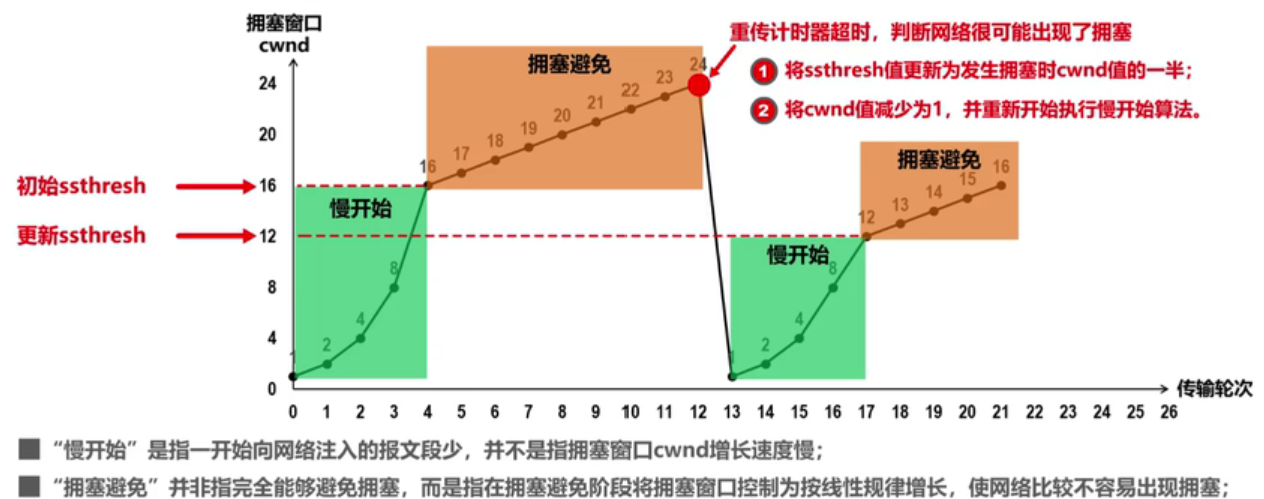 拥塞窗口
cwnd
重传计时器超时，判断网络很可能出现了拥塞
1 将ssthresh值更新为发生拥塞时cwnd值的一半；
2 将cwnd值减少为1，并重新开始执行慢开始算法。
拥塞避免
拥塞避免
慢开始
慢开始
初始ssthresh
更新ssthresh
24
20
16
12
8
4
0
1 2 4 8 16 17 18 19 20 21 22 23 24
1 2 4 8 12 13 14 15 16
0 1 2 3 4 5 6 7 8 9 10 11 12 13 14 15 16 17 18 19 20 21 22 23 24 25 26
传输轮次
“慢开始”是指一开始向网络注入的报文段少，并不是指拥塞窗口cwnd增长速度慢；
“拥塞避免”并非指完全能够避免拥塞，而是指在拥塞避免阶段将拥塞窗口控制为按线性规律增长，使网络比较不容易出现拥塞；